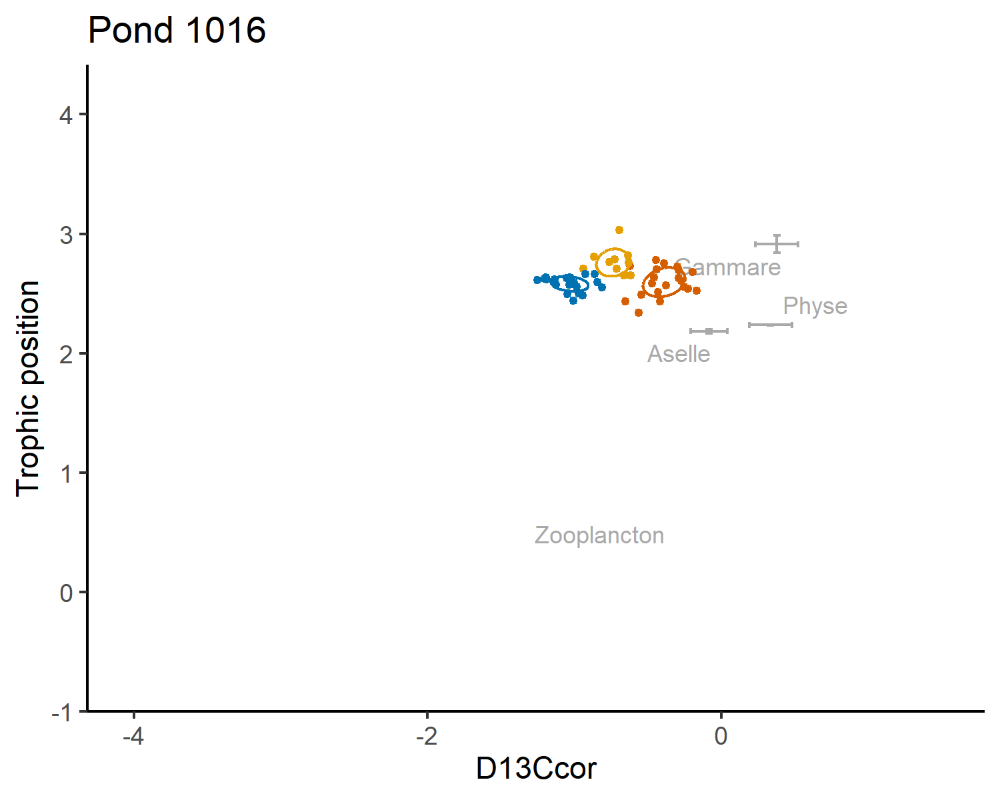 Pond 1016
Trophic position
4
3
2
1
0
-1
Gammare
Physe
Aselle
Zooplancton
-4
-2
0
D13Ccor